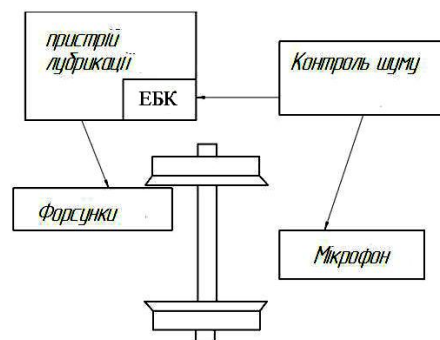 пристрій
лубрикації
ЕБК
Контроль шуму
Форсунки
Мікрофон